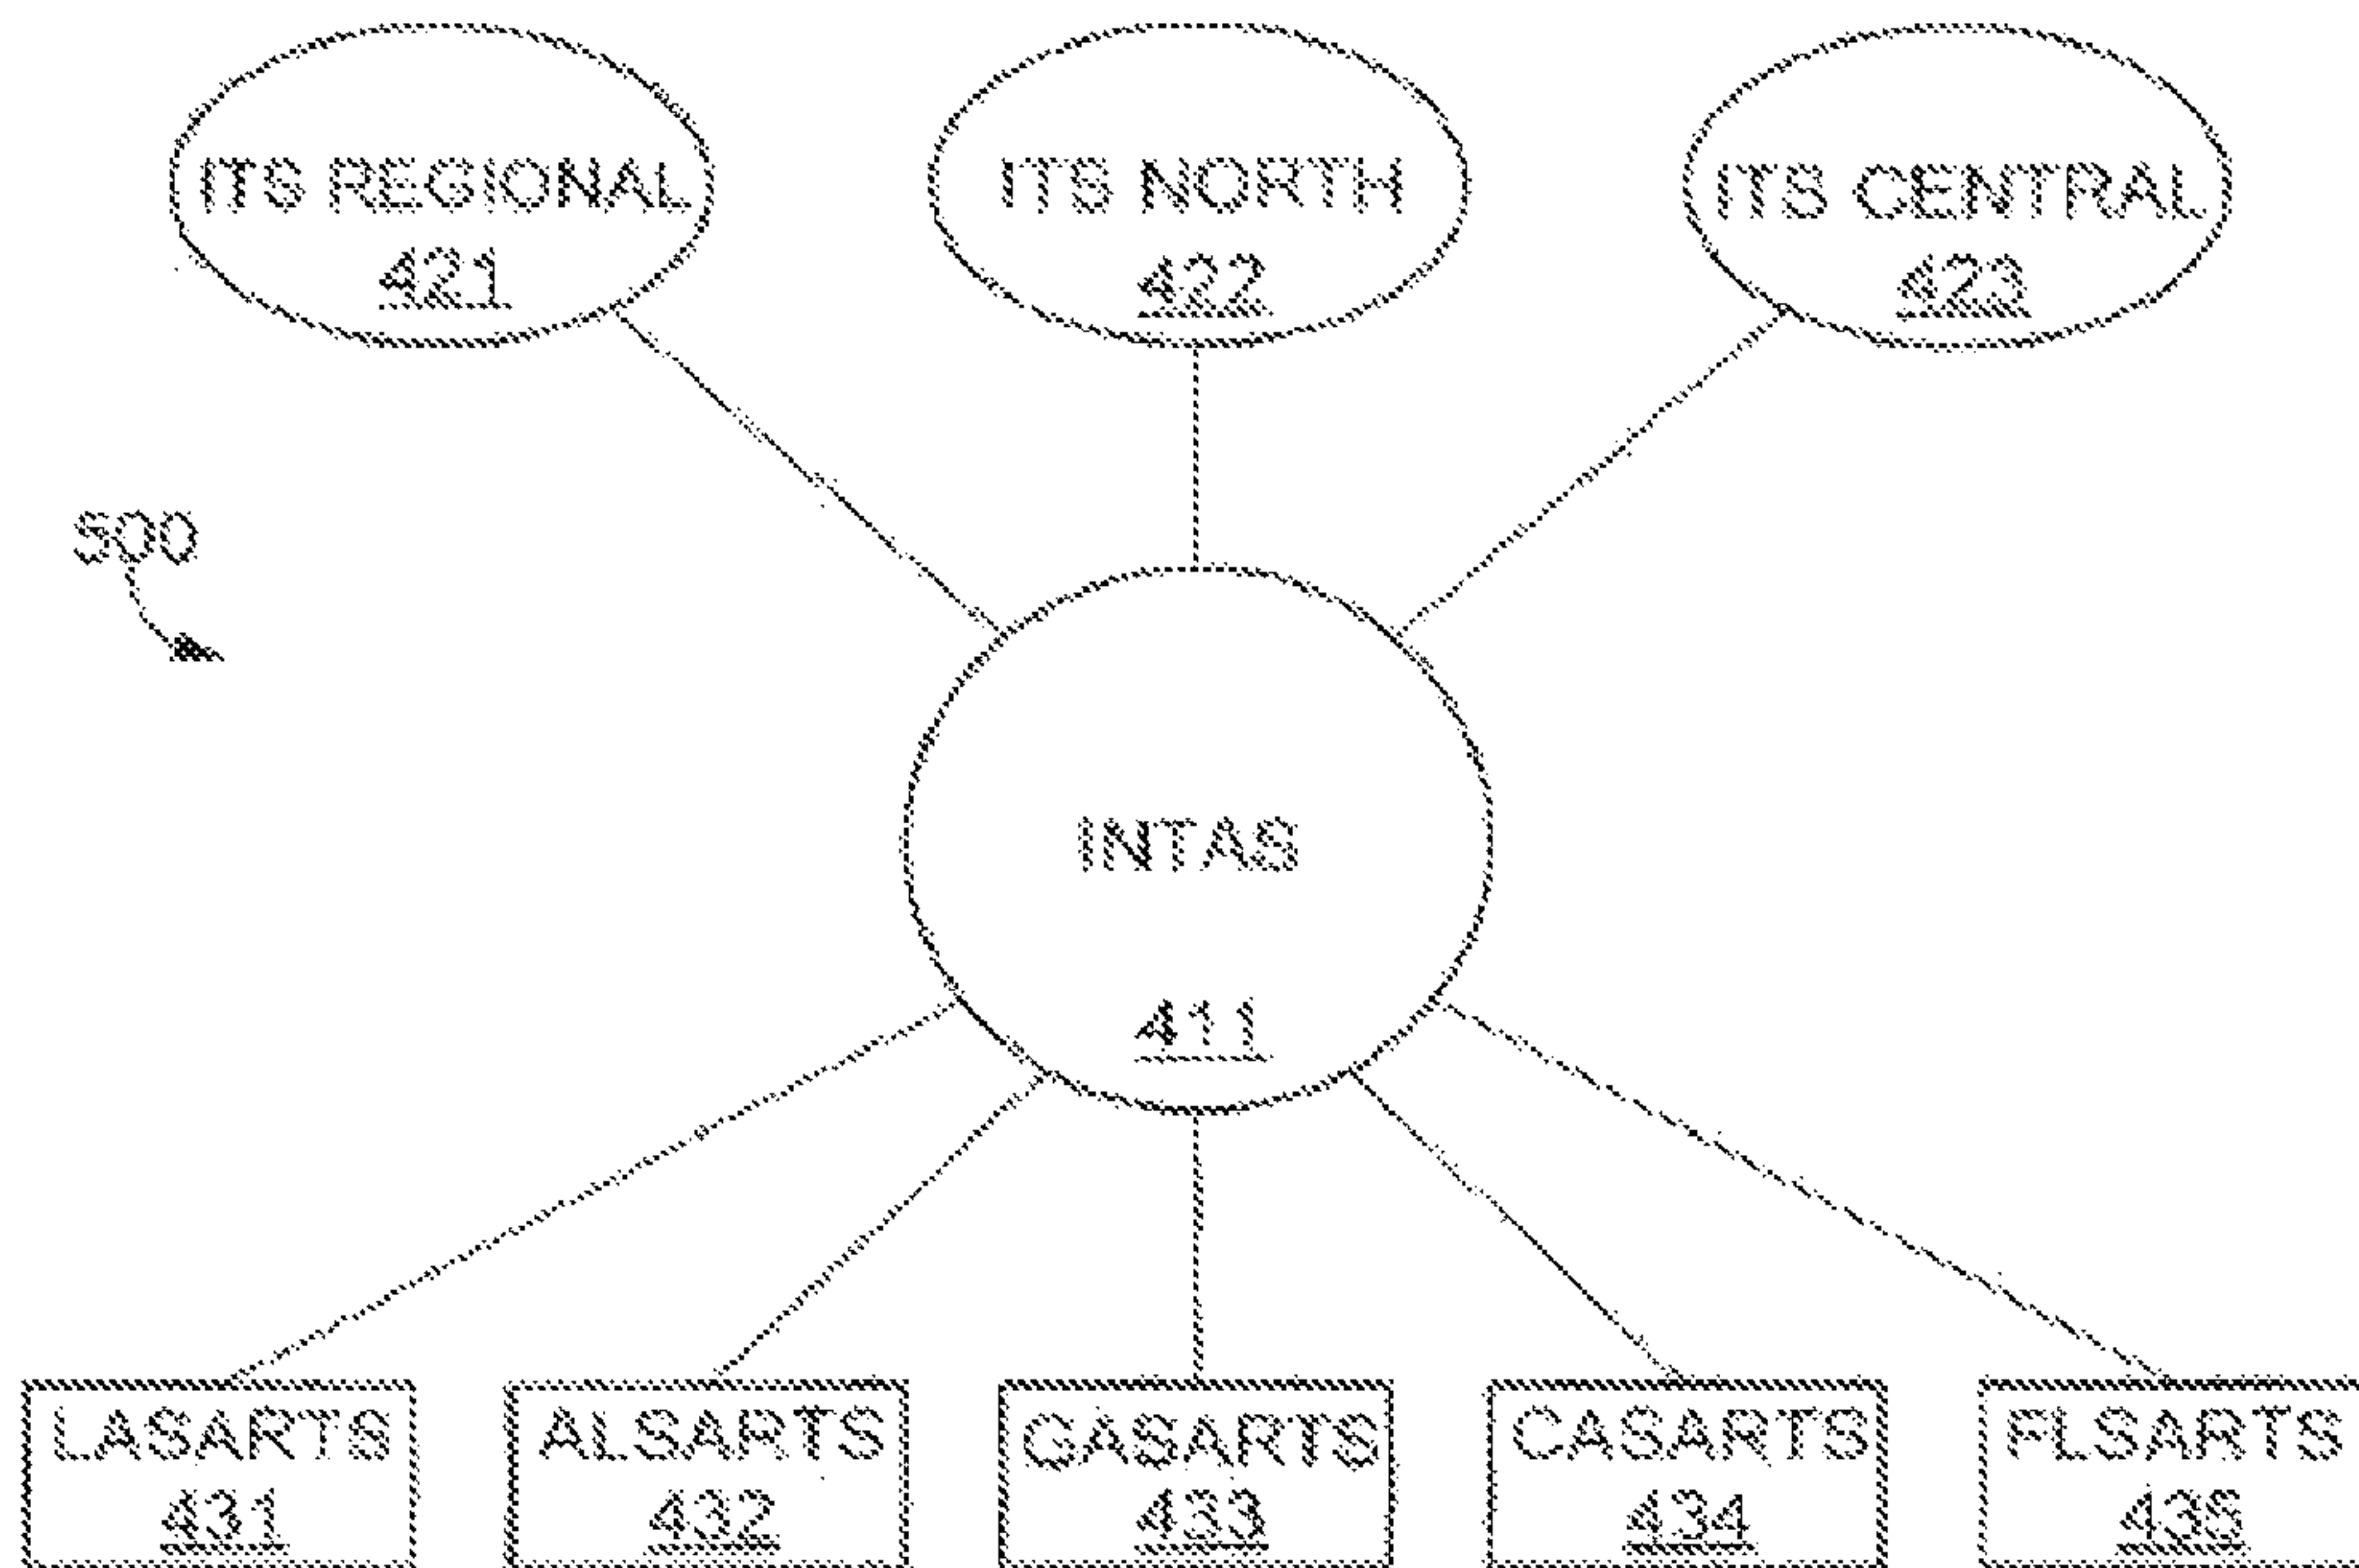 ITS REGIONAL
421
ITS NORTH
422
ITS CENTRAL
423
500
INTAS
411
LASARTS
431
ALSARTS
432
GASARTS
433
CASARTS
434
FLSARTS
435